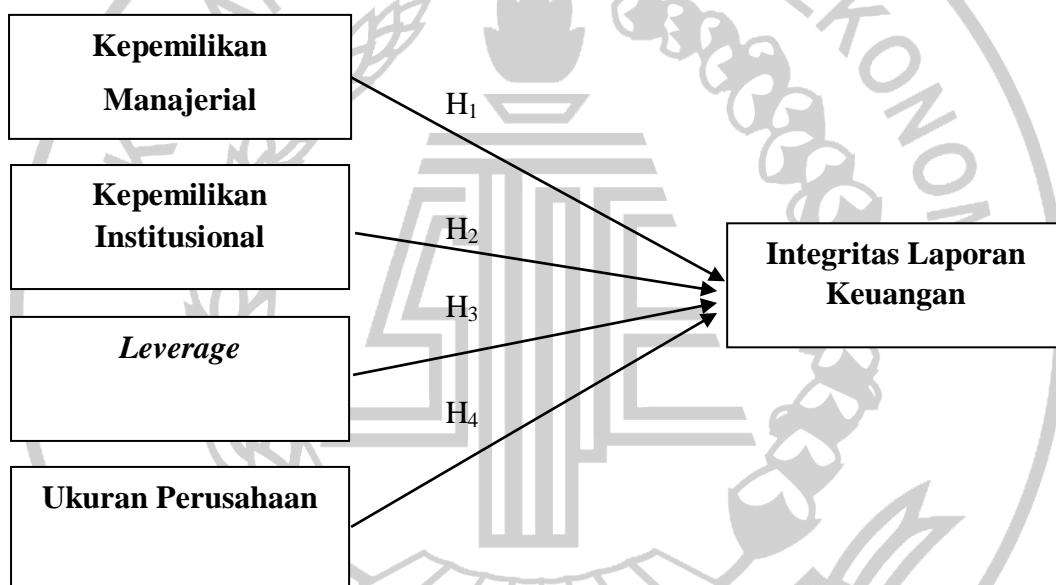 Kepemilikan
Manajerial
H₁
Kepemilikan
Institusional
H₂
Integritas Laporan
Keuangan
H₃
Leverage
H₄
Ukuran Perusahaan